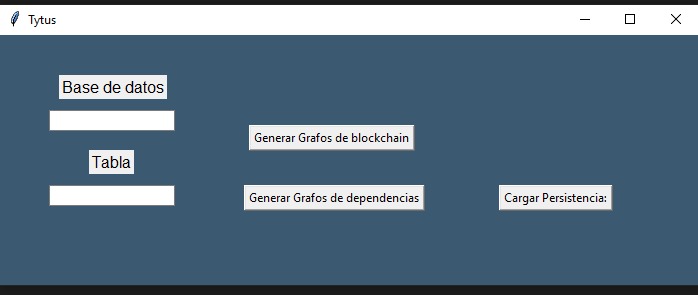 Tytus
Base de datos
Generar Grafos de blockchain
Tabla
Generar Grafos de dependencias
Cargar Persistencia: